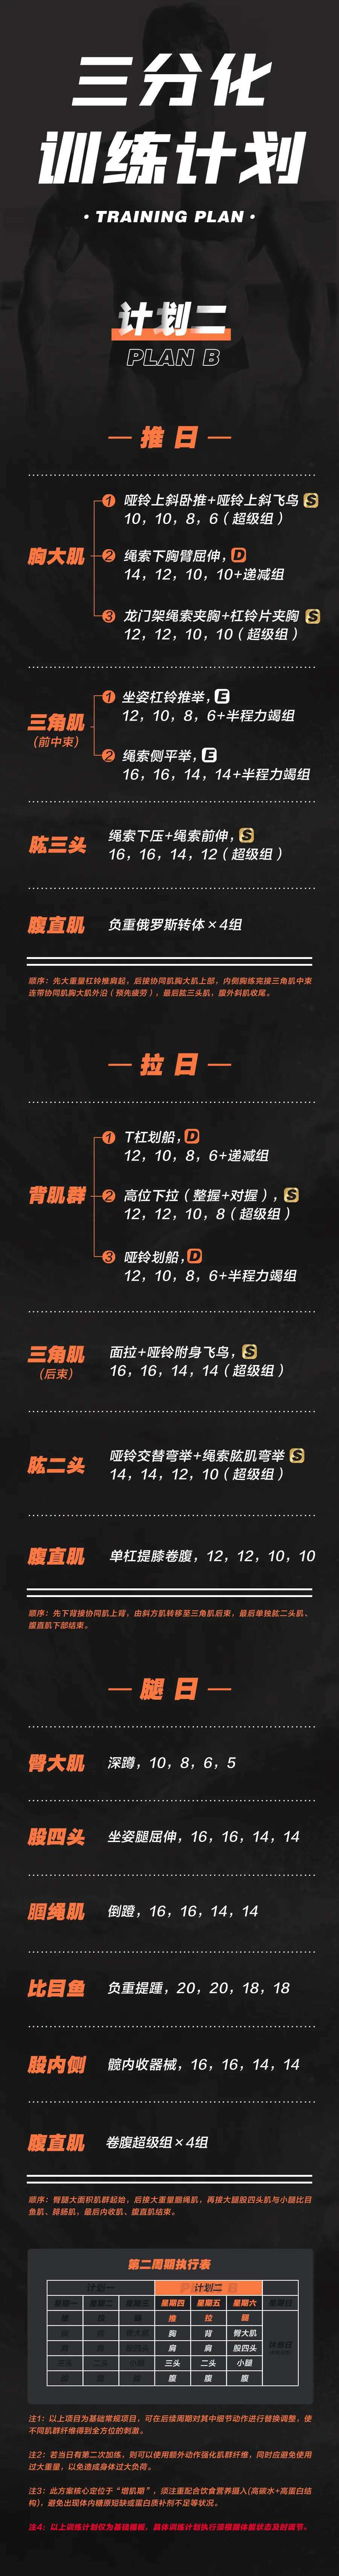 三分化
训练计划
· TRAINING PLAN ·
计划二
PLAN B
推 日
胸大肌
1 哑铃上斜卧推+哑铃上斜飞鸟 S
10，10，8，6（超级组）
2 绳索下胸臂屈伸，D
14，12，10，10+递减组
3 龙门架绳索夹胸+杠铃片夹胸 S
12，12，10，10（超级组）
三角肌
（前中束）
1 坐姿杠铃推举，E
12，10，8，6+半程力竭组
2 绳索侧平举，E
16，16，14，14+半程力竭组
肱三头
绳索下压+绳索前伸，S
16，16，14，12（超级组）
腹直肌
负重俄罗斯转体×4组
顺序：先大重量杠铃推肩起，后接协同肌胸大肌上部，内侧胸练完接三角肌中束
连带协同肌胸大肌外沿（预先疲劳），最后肱三头肌，腹外斜肌收尾。
拉 日
背肌群
1 T杠划船，D
12，10，8，6+递减组
2 高位下拉（整握+对握），S
12，12，10，8（超级组）
3 哑铃划船，D
12，10，8，6+半程力竭组
三角肌
（后束）
面拉+哑铃附身飞鸟，S
16，16，14，14（超级组）
肱二头
哑铃交替弯举+绳索肱肌弯举 S
14，14，12，10（超级组）
腹直肌
单杠提膝卷腹，12，12，10，10
顺序：先下背接协同肌上背，由斜方肌转移至三角肌后束，最后单独肱二头肌、
腹直肌下部结束。
腿 日
臀大肌
深蹲，10，8，6，5
股四头
坐姿腿屈伸，16，16，14，14
腘绳肌
倒蹬，16，16，14，14
比目鱼
负重提踵，20，20，18，18
股内侧
髋内收器械，16，16，14，14
腹直肌
卷腹超级组×4组
顺序：臀腿大面积肌群起始，后接大重量腘绳肌，再接大腿股四头肌与小腿比目
鱼肌、腓肠肌，最后内收肌、腹直肌结束。
第二周期执行表
计划一 计划二
星期一 星期二 星期三 星期四 星期五 星期六
推 拉 腿
胸 背 臀大肌
肩 肩 股四头
三头 二头 小腿
腹 腹 腹
休息日
注1：以上项目为基础常规项目，可在后续周期对其中细节动作进行替换调整，使
不同肌群纤维得到全方位的刺激。
注2：若当日有第二次加练，则可以使用额外动作强化肌群纤维，同时应避免使用
过大重量，以免造成身体过大负荷。
注3：此方案核心定位于“增肌期”，须注重配合饮食营养摄入(高碳水+高蛋白结
构)，避免出现体内糖原短缺或蛋白质补剂不足等状况。
注4：以上训练计划仅为基础模板，具体训练计划执行须根据体能状态及时调节。